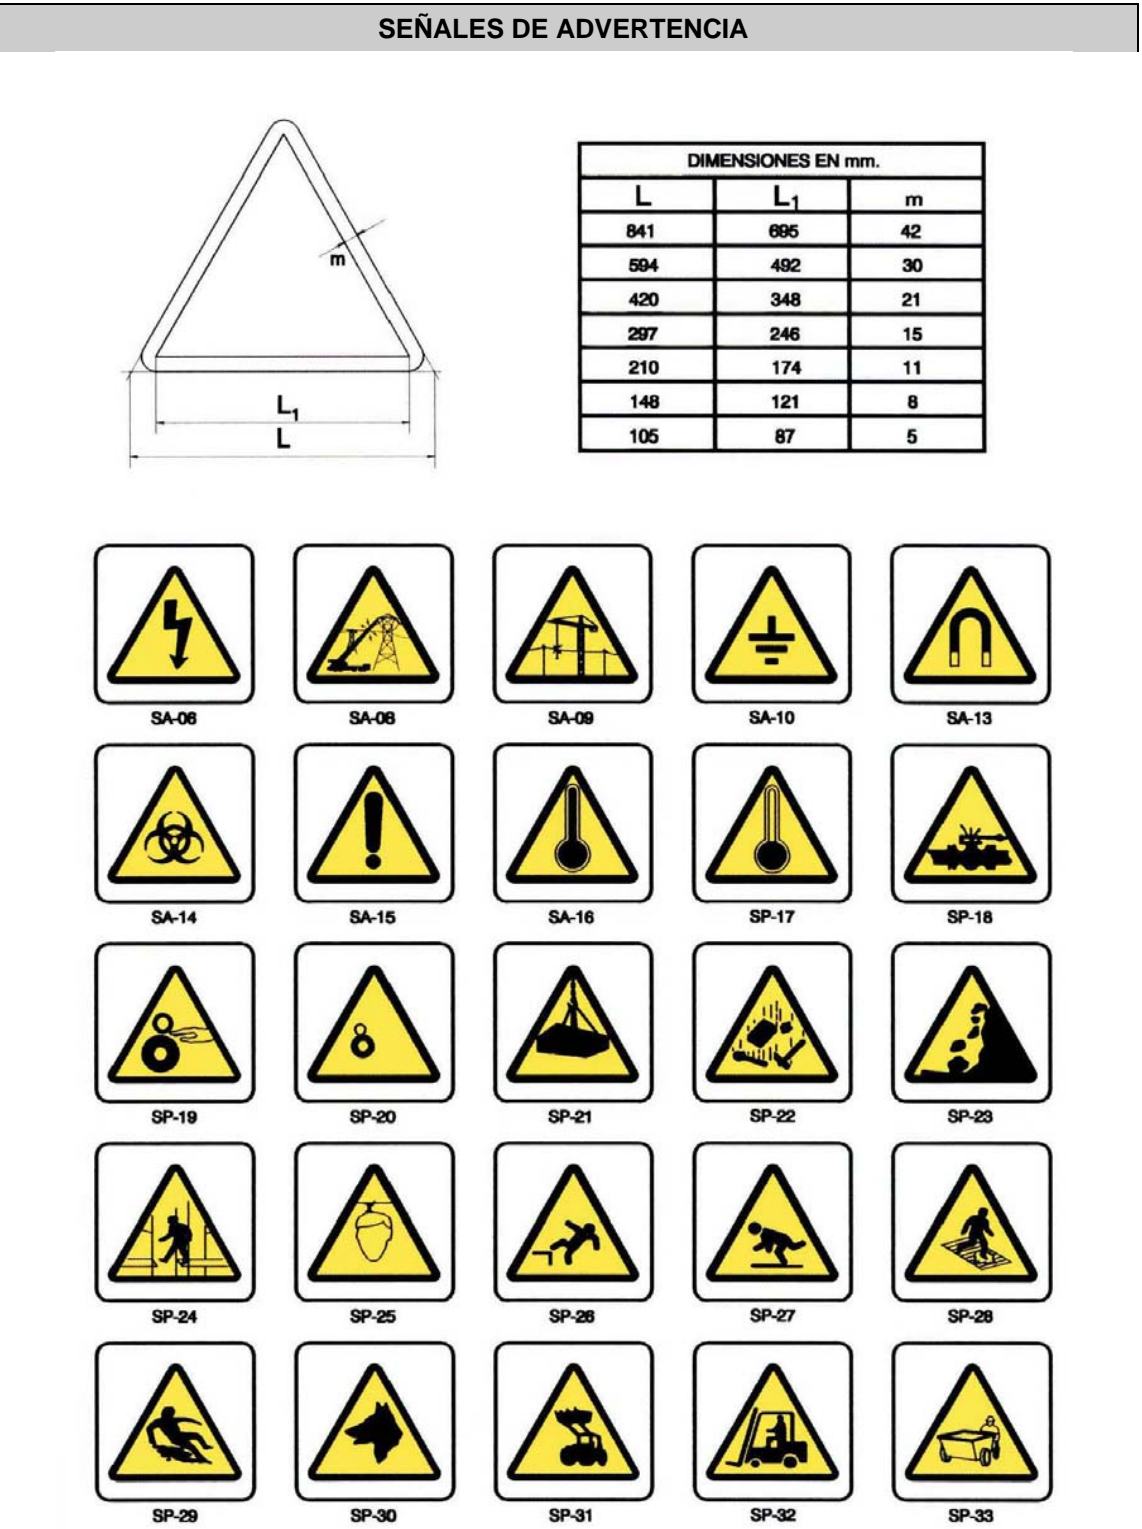 SEÑALES DE ADVERTENCIA
DIMENSIONES EN mm.
L L1 m
841 695 42
594 492 30
420 348 21
297 246 15
210 174 11
148 121 8
105 87 5
m
L1
L
SA-06 SA-08 SA-09 SA-10 SA-13
SA-14 SA-15 SA-16 SP-17 SP-18
SP-19 SP-20 SP-21 SP-22 SP-23
SP-24 SP-25 SP-26 SP-27 SP-28
SP-29 SP-30 SP-31 SP-32 SP-33